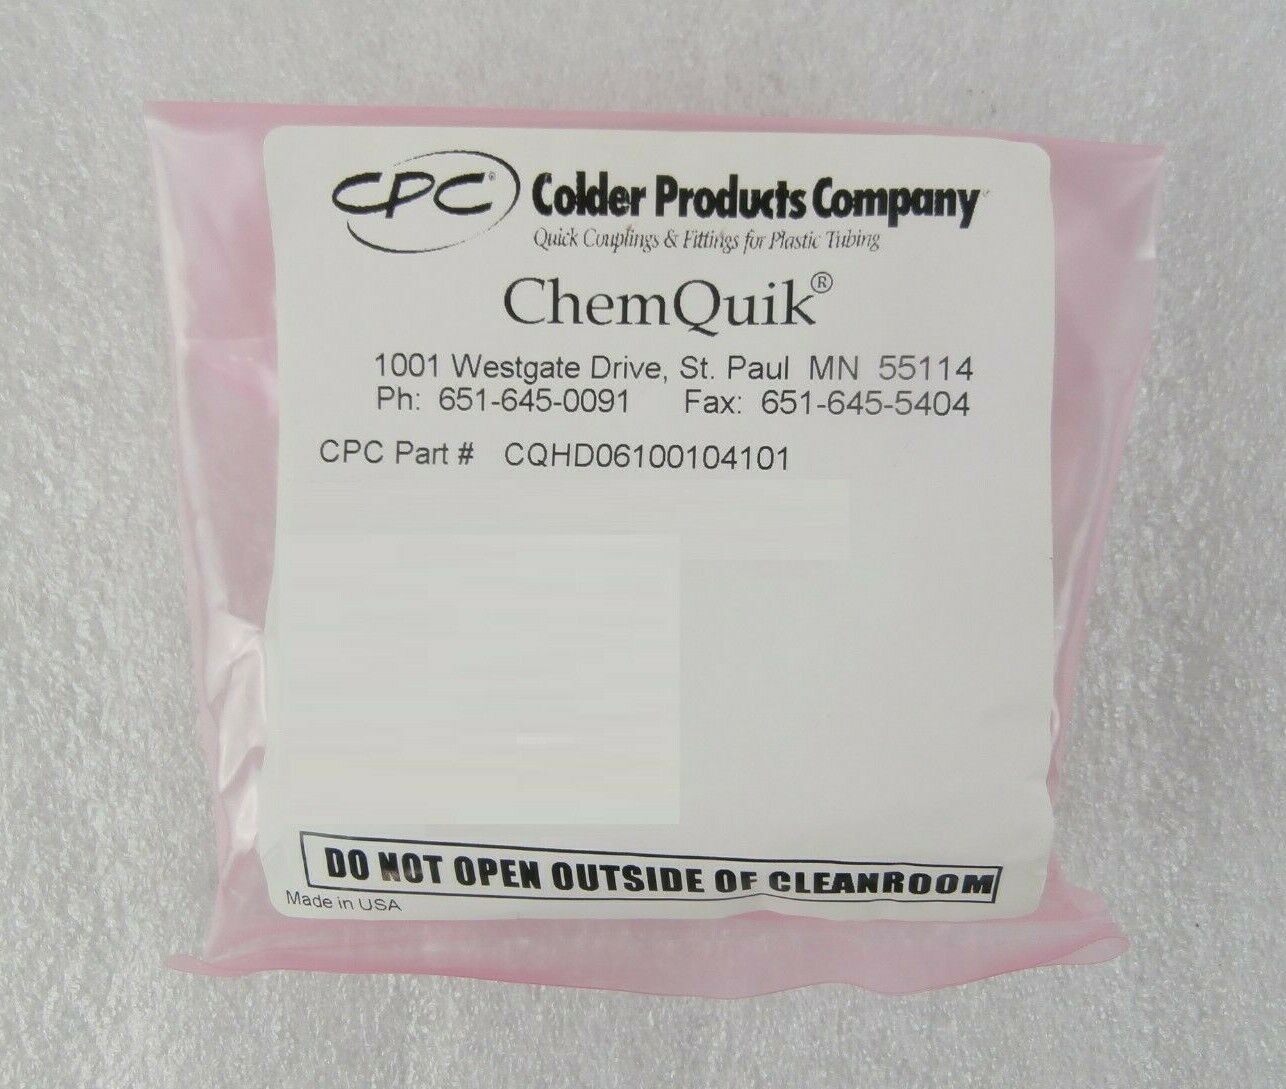 CPC® Colder Products Company
Quick Couplings & Fittings for Plastic Tubing
ChemQuik®
1001 Westgate Drive, St. Paul MN 55114
Ph: 651-645-0091 Fax: 651-645-5404
CPC Part # CQHD06100104101
DO NOT OPEN OUTSIDE OF CLEANROOM
Made in USA